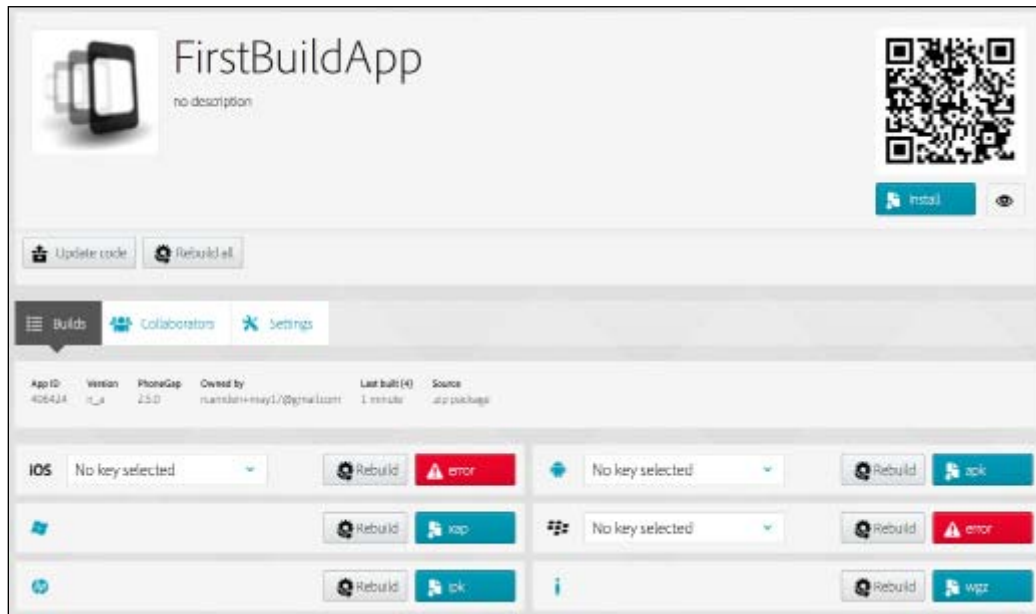 FirstBuildApp
no description
Install
Update code Rebuild all
Builds Collaborators Settings
App ID Version PhoneGap Owned by Last built (4) Source
406424 n_a 2.5.0 1 minute .zip package
iOS No key selected Rebuild error
No key selected Rebuild apk
Rebuild xap
No key selected Rebuild error
hp Rebuild ipk
Rebuild wgz